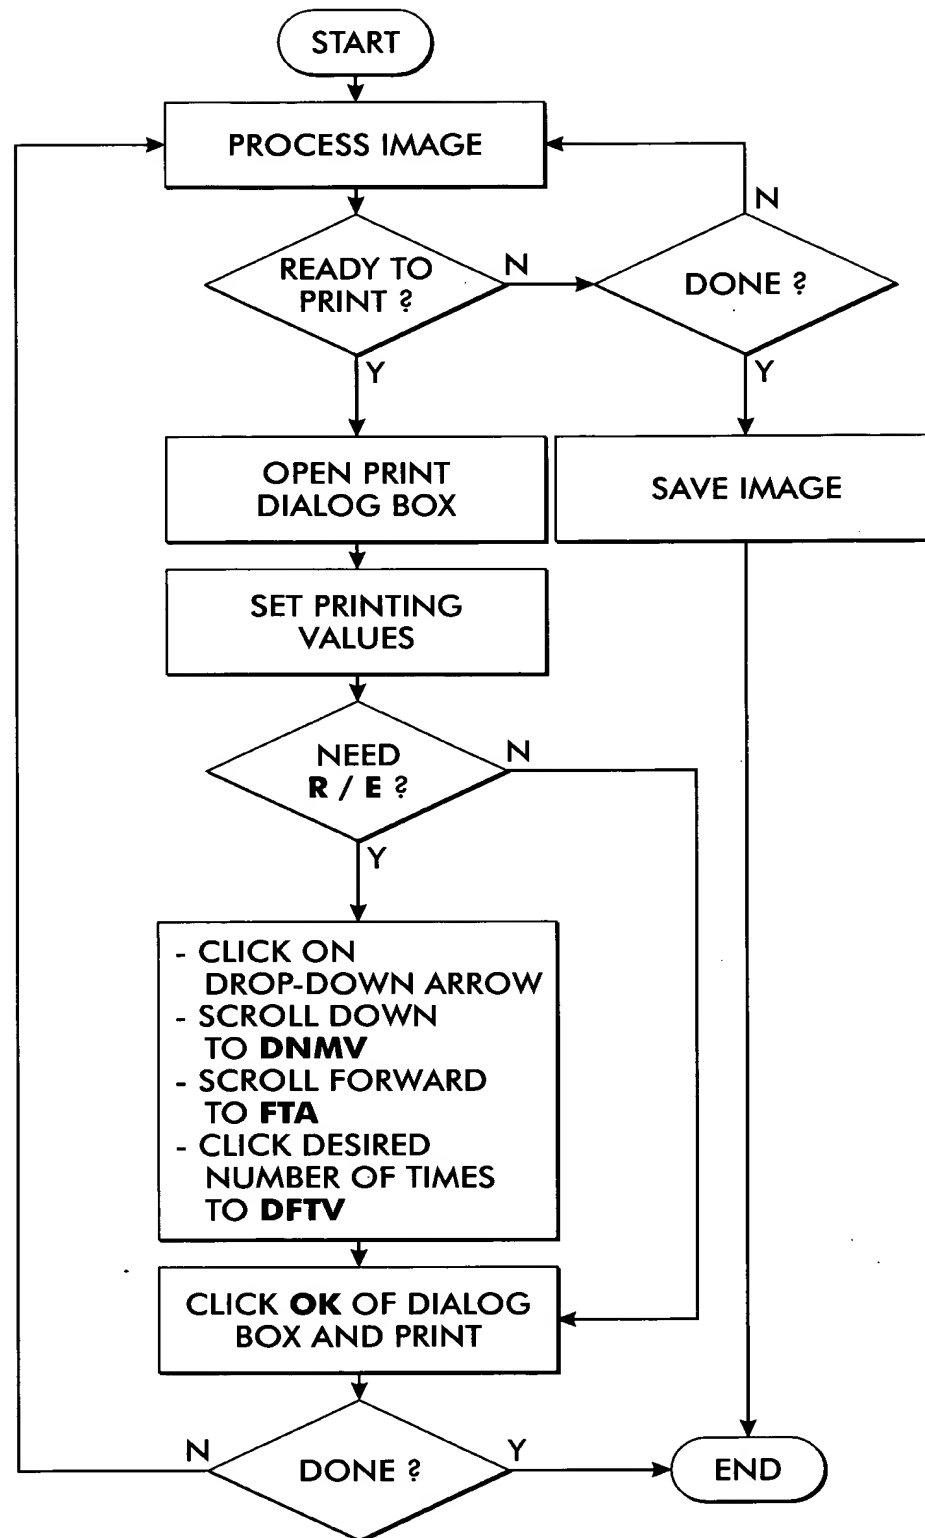 START
PROCESS IMAGE
N
READY TO
PRINT ?
N
DONE ?
Y
Y
OPEN PRINT
DIALOG BOX
SAVE IMAGE
SET PRINTING
VALUES
NEED
R / E ?
N
Y
- CLICK ON
DROP-DOWN ARROW
- SCROLL DOWN
TO DNMV
- SCROLL FORWARD
TO FTA
- CLICK DESIRED
NUMBER OF TIMES
TO DFTV
CLICK OK OF DIALOG
BOX AND PRINT
N
DONE ?
Y
END